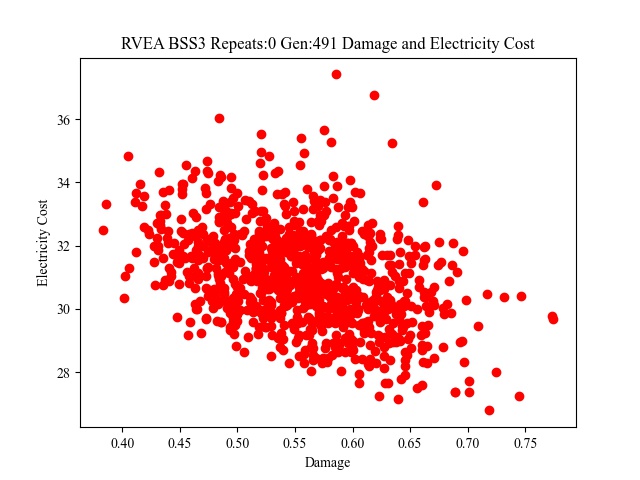 RVEA BSS3 Repeats:0 Gen:491 Damage and Electricity Cost
Electricity Cost
36
34
32
30
28
0.40 0.45 0.50 0.55 0.60 0.65 0.70 0.75
Damage